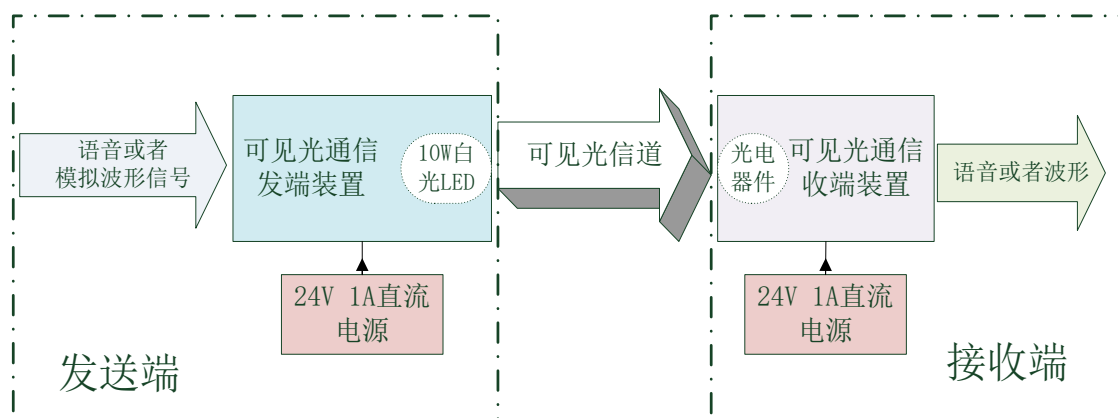 语音或者
模拟波形信号
可见光通信
发端装置
10W白
光LED
可见光信道
光电
器件
可见光通信
收端装置
语音或者波形
24V 1A直流
电源
24V 1A直流
电源
发送端
接收端